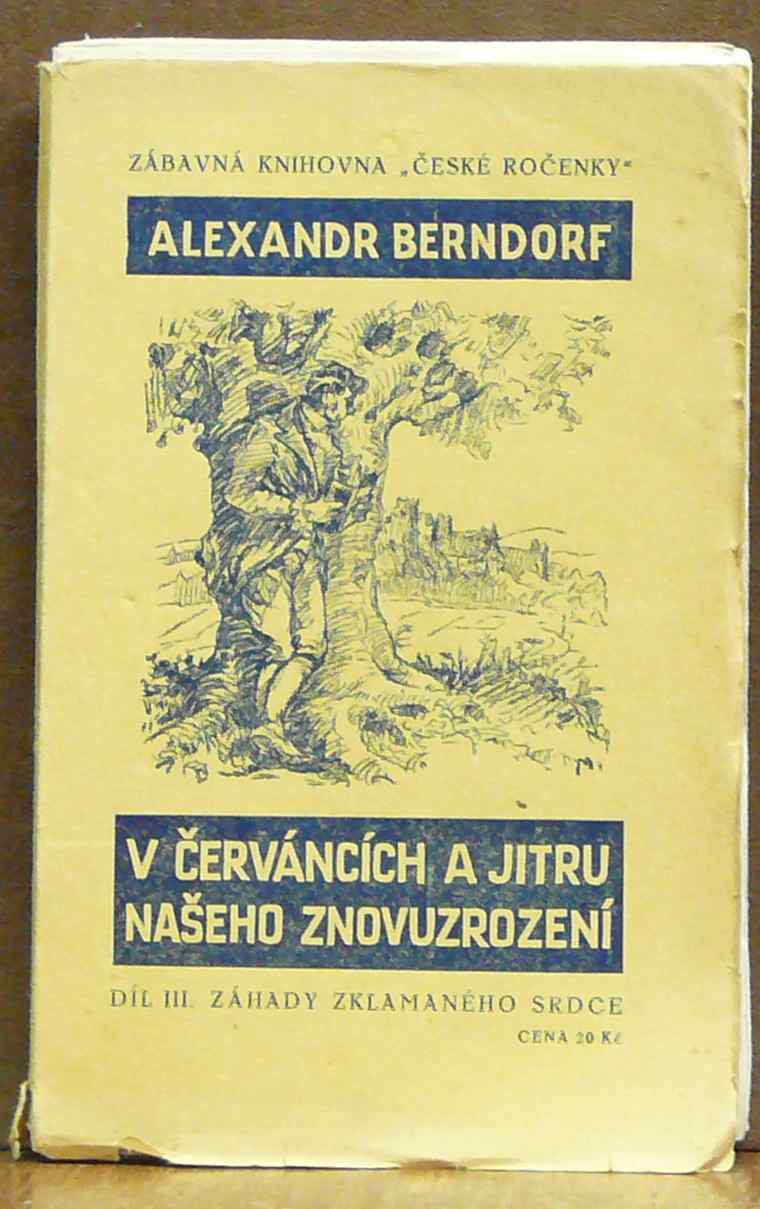 ZÁBAVNÁ KNIHOVNA „ČESKÉ ROČENKY“
ALEXANDR BERNDORF
V ČERVÁNCÍCH A JITRU
NAŠEHO ZNOVUZROZENÍ
DÍL III. ZÁHADY ZKLAMANÉHO SRDCE
CENA 20 Kč